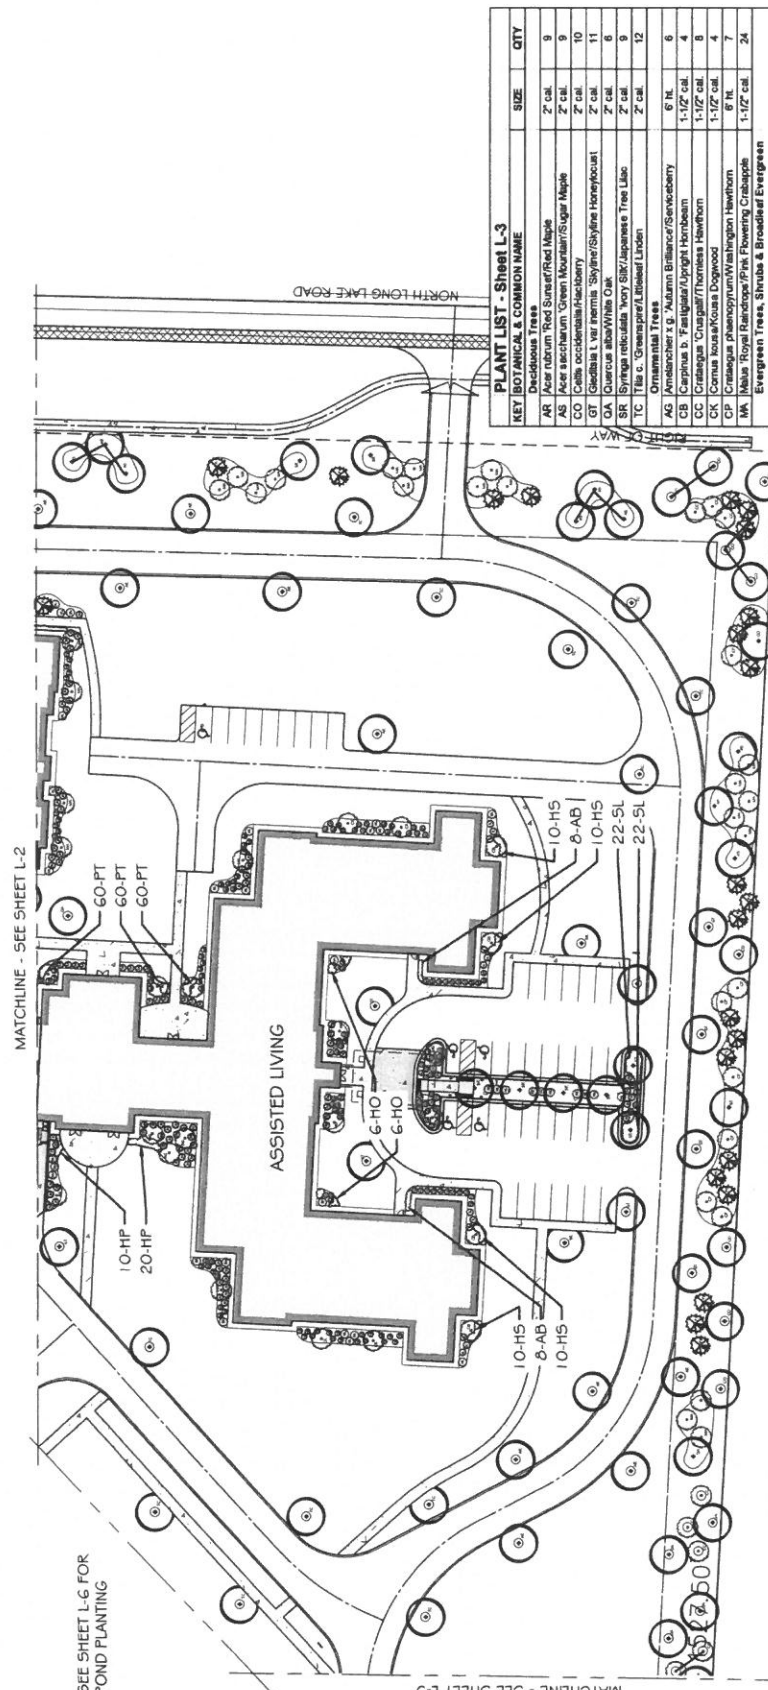 PLANT LIST - Sheet L-3
KEY BOTANICAL & COMMON NAME SIZE QTY
Deciduous Trees
AR Acer rubrum 'Red Sunset'/Red Maple 2" cal. 9
AS Acer saccharum 'Green Mountain'/Sugar Maple 2" cal. 9
CO Celtis occidentalis/Hackberry 2" cal. 10
GT Gleditsia t. var inermis 'Skyline'/Skyline Honeylocust 2" cal. 11
QA Quercus alba/White Oak 2" cal. 6
SR Syringa reticulata 'Ivory Silk'/Japanese Tree Lilac 2" cal. 9
TC Tilia c. 'Greenspire'/Littleleaf Linden 2" cal. 12
Ornamental Trees
AG Amelanchier x g. 'Autumn Brilliance'/Serviceberry 6' ht. 6
CB Carpinus b. 'Fastigiata'/Upright Hornbeam 1-1/2" cal. 4
CC Crataegus 'Crusgalli'/Thornless Hawthorn 1-1/2" cal. 8
CK Cornus kousa/Kousa Dogwood 1-1/2" cal. 4
CP Crataegus phaenopyrum/Washington Hawthorn 6' ht. 7
MA Malus 'Royal Raindrops'/Pink Flowering Crabapple 1-1/2" cal. 24
Evergreen Trees, Shrubs & Broadleaf Evergreen
NORTH LONG LAKE ROAD
RIGHT OF WAY
MATCHLINE - SEE SHEET L-2
60-PT
60-PT
60-PT
10-HS
8-AB
10-HS
22-SL
22-SL
ASSISTED LIVING
6-HO
6-HO
10-HP
20-HP
10-HS
8-AB
10-HS
SEE SHEET L-6 FOR
POND PLANTING